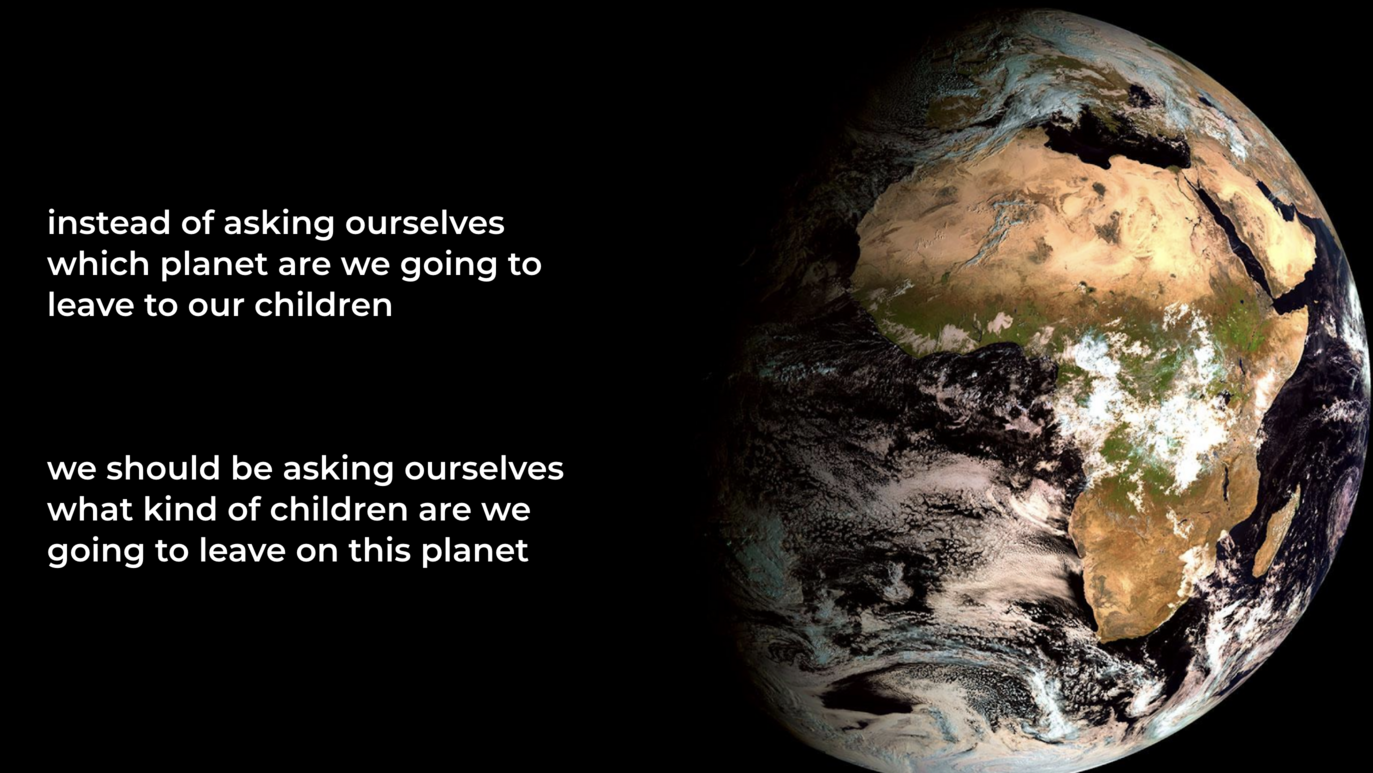 instead of asking ourselves
which planet are we going to
leave to our children
we should be asking ourselves
what kind of children are we
going to leave on this planet